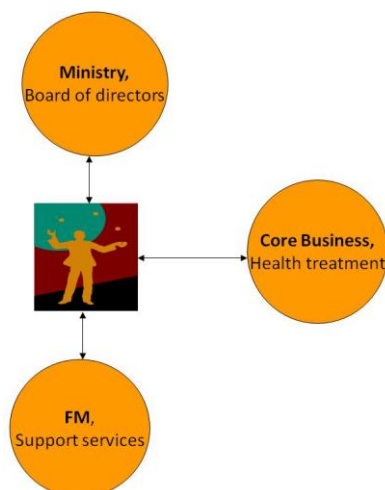 Ministry,
Board of directors
Core Business,
Health treatment
FM,
Support services